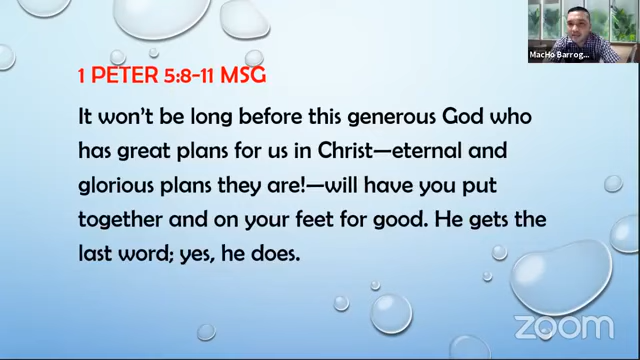 1 PETER 5:8-11 MSG
It won't be long before this generous God who
has great plans for us in Christ—eternal and
glorious plans they are!—will have you put
together and on your feet for good. He gets the
last word; yes, he does.
MacHo Barrog...
zoom